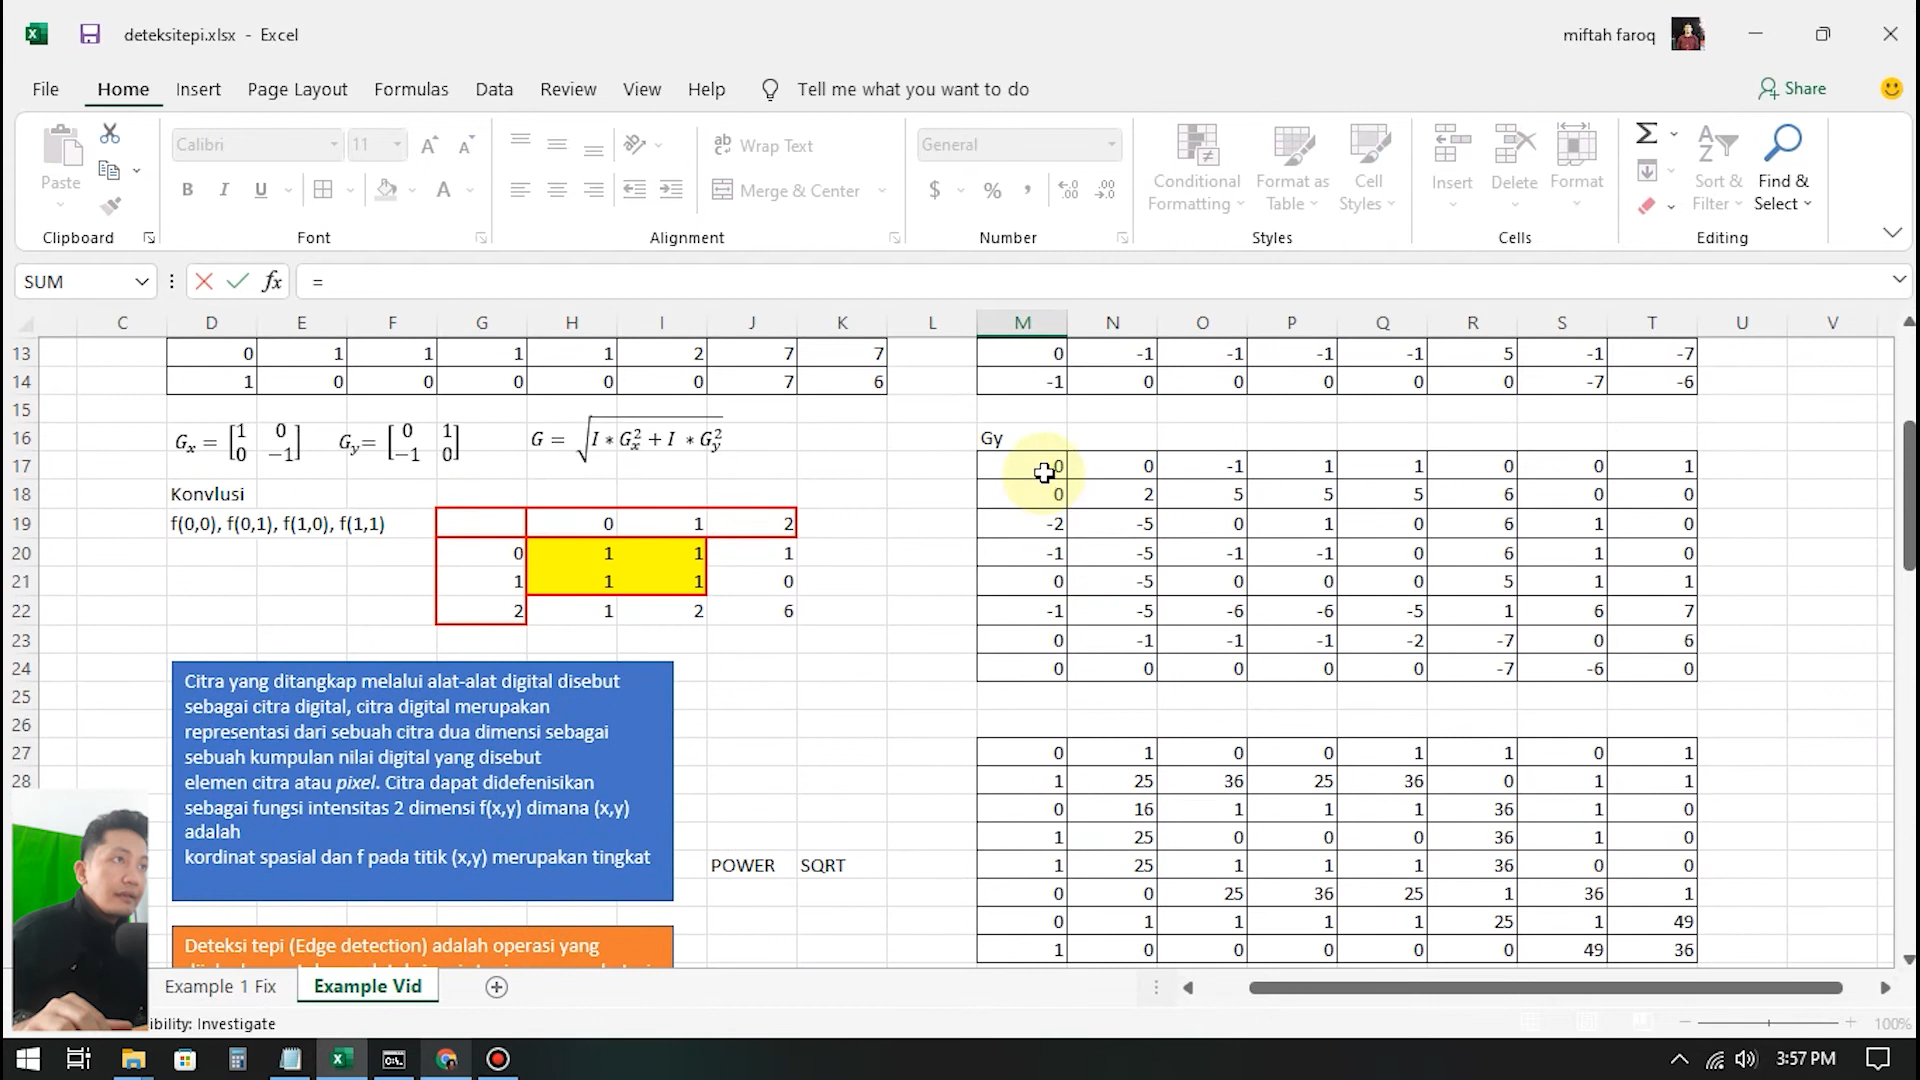 deteksitepi.xlsx - Excel
miftah faroq
File Home Insert Page Layout Formulas Data Review View Help Tell me what you want to do Share
Calibri 11
Wrap Text
General
Paste
B I U
Merge & Center
$ % ,
Conditional Formatting
Format as Table
Cell Styles
Insert Delete Format
Sort & Filter
Find & Select
Clipboard Font Alignment Number Styles Cells Editing
SUM fx =
C D E F G H I J K L M N O P Q R S T U V
13 0 1 1 1 1 2 7 7 0 -1 -1 -1 -1 5 -1 -7
14 1 0 0 0 0 0 7 6 -1 0 0 0 0 0 -7 -6
15
16 Gx = [1 0 0 -1] Gy= [0 1 -1 0] G = √I ∗ Gx² + I ∗ Gy² Gy
17 0 0 -1 1 1 0 0 1
18 Konvlusi 0 2 5 5 5 6 0 0
19 f(0,0), f(0,1), f(1,0), f(1,1) 0 1 2 -2 -5 0 1 0 6 1 0
20 0 1 1 1 -1 -5 -1 -1 0 6 1 0
21 1 1 1 0 0 -5 0 0 0 5 1 1
22 2 1 2 6 -1 -5 -6 -6 -5 1 6 7
23 0 -1 -1 -1 -2 -7 0 6
24 0 0 0 0 0 -7 -6 0
25
26
27 0 1 0 0 1 1 0 1
28 1 25 36 25 36 0 1 1
0 16 1 1 1 36 1 0
1 25 0 0 0 36 1 0
POWER SQRT 1 25 1 1 1 36 0 0
0 0 25 36 25 1 36 1
0 1 1 1 1 25 1 49
1 0 0 0 0 0 49 36
Citra yang ditangkap melalui alat-alat digital disebut
sebagai citra digital, citra digital merupakan
representasi dari sebuah citra dua dimensi sebagai
sebuah kumpulan nilai digital yang disebut
elemen citra atau pixel. Citra dapat didefenisikan
sebagai fungsi intensitas 2 dimensi f(x,y) dimana (x,y)
adalah
kordinat spasial dan f pada titik (x,y) merupakan tingkat
Deteksi tepi (Edge detection) adalah operasi yang
Example 1 Fix Example Vid
ibility: Investigate
100%
3:57 PM